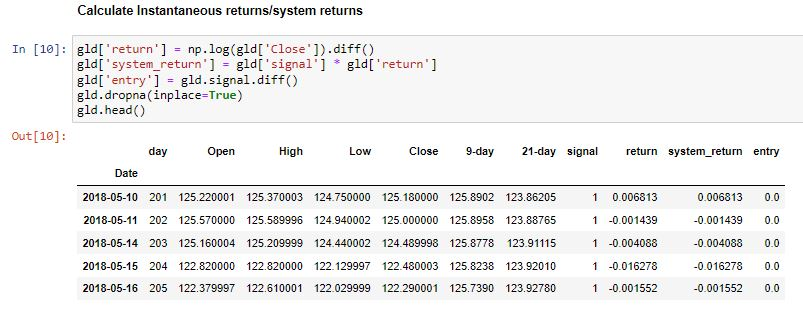 Calculate Instantaneous returns/system returns
In [10]: gld['return'] = np.log(gld['Close']).diff()
gld['system_return'] = gld['signal'] * gld['return']
gld['entry'] = gld.signal.diff()
gld.dropna(inplace=True)
gld.head()
Out[10]:
day Open High Low Close 9-day 21-day signal return system_return entry
Date
2018-05-10 201 125.220001 125.370003 124.750000 125.180000 125.8902 123.86205 1 0.006813 0.006813 0.0
2018-05-11 202 125.570000 125.589996 124.940002 125.000000 125.8958 123.88765 1 -0.001439 -0.001439 0.0
2018-05-14 203 125.160004 125.209999 124.440002 124.489998 125.8778 123.91115 1 -0.004088 -0.004088 0.0
2018-05-15 204 122.820000 122.820000 122.129997 122.480003 125.8238 123.92010 1 -0.016278 -0.016278 0.0
2018-05-16 205 122.379997 122.610001 122.029999 122.290001 125.7390 123.92780 1 -0.001552 -0.001552 0.0